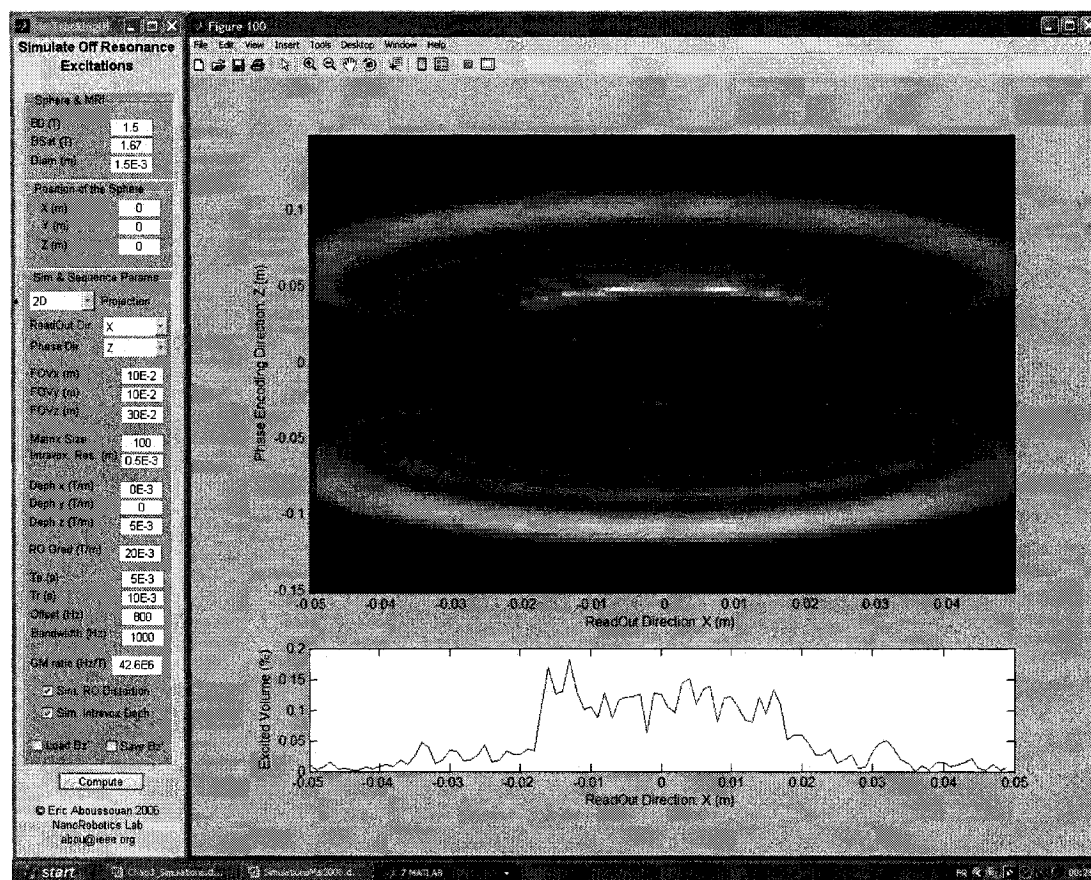 Simulate Off Resonance
Excitations
Sphere & MRI
B0 (T) 1.5
BSat (T) 1.67
Diam (m) 1.5E-3
Position of the Sphere
X (m) 0
Y (m) 0
Z (m) 0
Sim & Sequence Params
2D Projection
ReadOut Dir. X
Phase Dir. Z
FOVx (m) 10E-2
FOVy (m) 10E-2
FOVz (m) 30E-2
Matrix Size 100
Intravox. Res. (m) 0.5E-3
Deph x (T/m) 0E-3
Deph y (T/m) 0
Deph z (T/m) 5E-3
RO Grad (T/m) 20E-3
Te (s) 5E-3
Tr (s) 10E-3
Offset (Hz) 800
Bandwidth (Hz) 1000
GM ratio (Hz/T) 42.6E6
Sim. RO Distortion
Sim. Intravox Deph
Load Bz' Save Bz'
Compute
© Eric Aboussouan 2006
NanoRobotics Lab
abou@ieee.org
Figure 100
File Edit View Insert Tools Desktop Window Help
Phase Encoding Direction: Z (m)
0.1
0.05
0
-0.05
-0.1
-0.15
-0.05 -0.04 -0.03 -0.02 -0.01 0 0.01 0.02 0.03 0.04
ReadOut Direction: X (m)
Excited Volume (%)
0.2
0.15
0.1
0.05
0
-0.05 -0.04 -0.03 -0.02 -0.01 0 0.01 0.02 0.03 0.04 0.05
ReadOut Direction: X (m)
start
7 MATLAB
FR